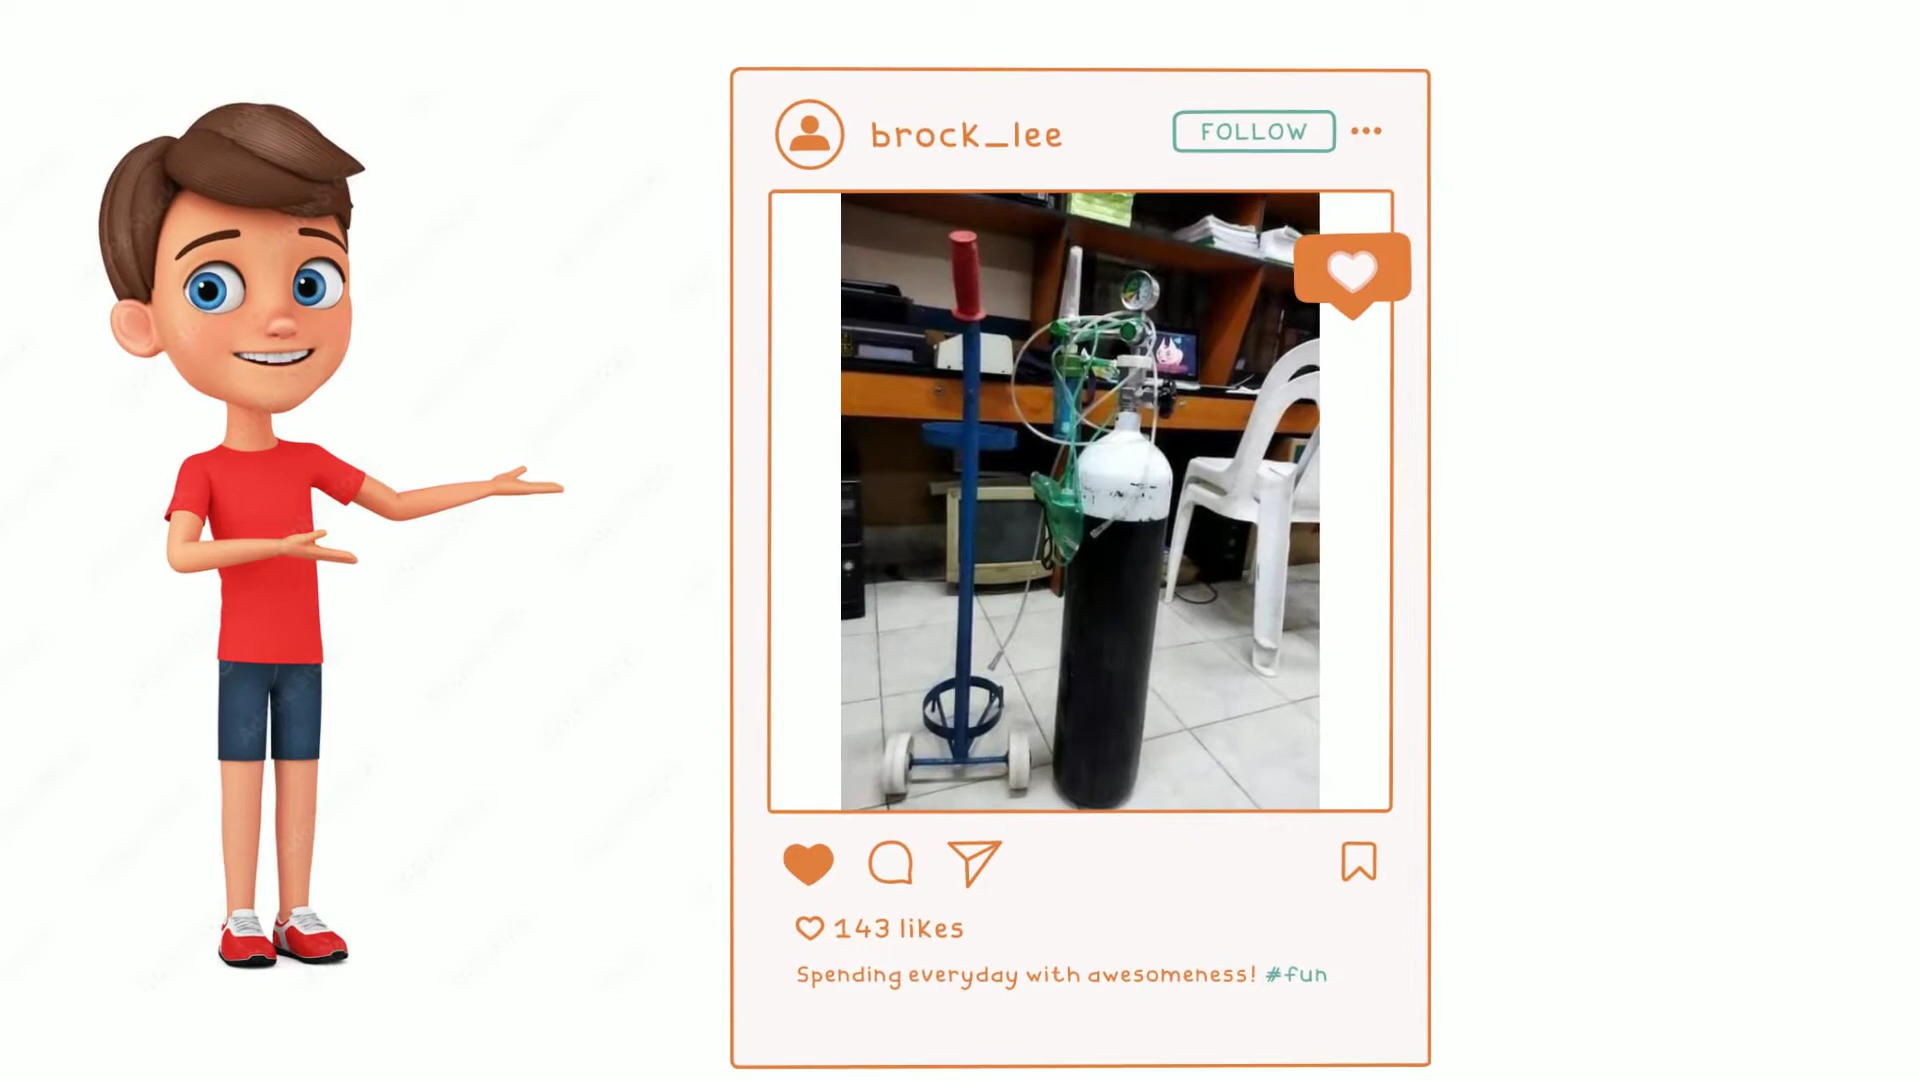 brock_lee
FOLLOW
143 likes
Spending everyday with awesomeness! #fun